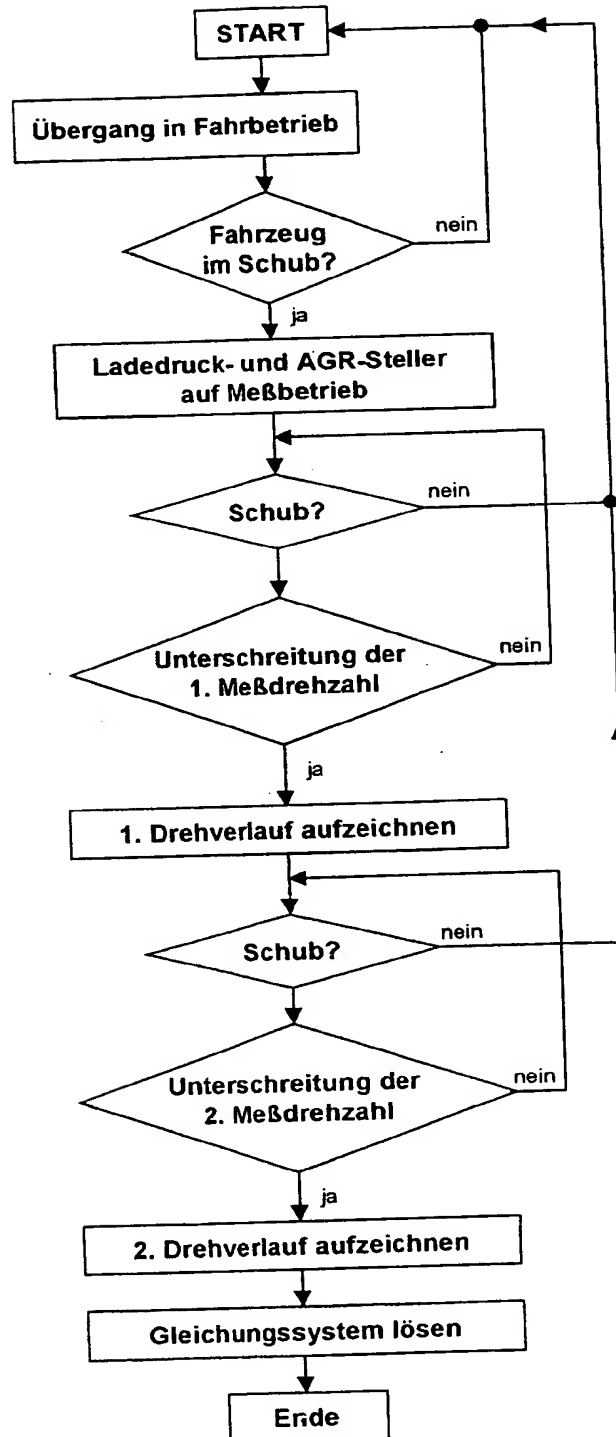 START
Übergang in Fahrbetrieb
Fahrzeug
im Schub?
nein
ja
Ladedruck- und AGR-Steller
auf Meßbetrieb
Schub?
nein
Unterschreitung der
1. Meßdrehzahl
nein
ja
1. Drehverlauf aufzeichnen
Schub?
nein
Unterschreitung der
2. Meßdrehzahl
nein
ja
2. Drehverlauf aufzeichnen
Gleichungssystem lösen
Ende